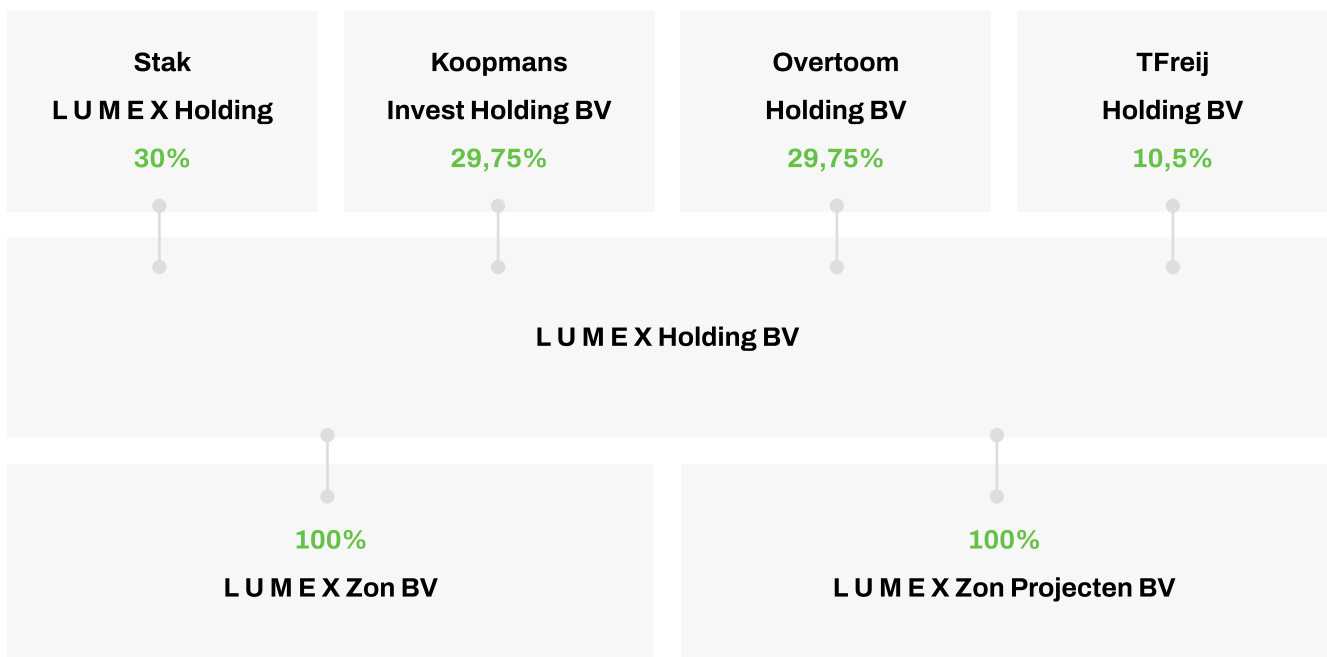 Stak
L U M E X Holding
30%
Koopmans
Invest Holding BV
29,75%
Overtoom
Holding BV
29,75%
TFreij
Holding BV
10,5%
L U M E X Holding BV
100%
L U M E X Zon BV
100%
L U M E X Zon Projecten BV